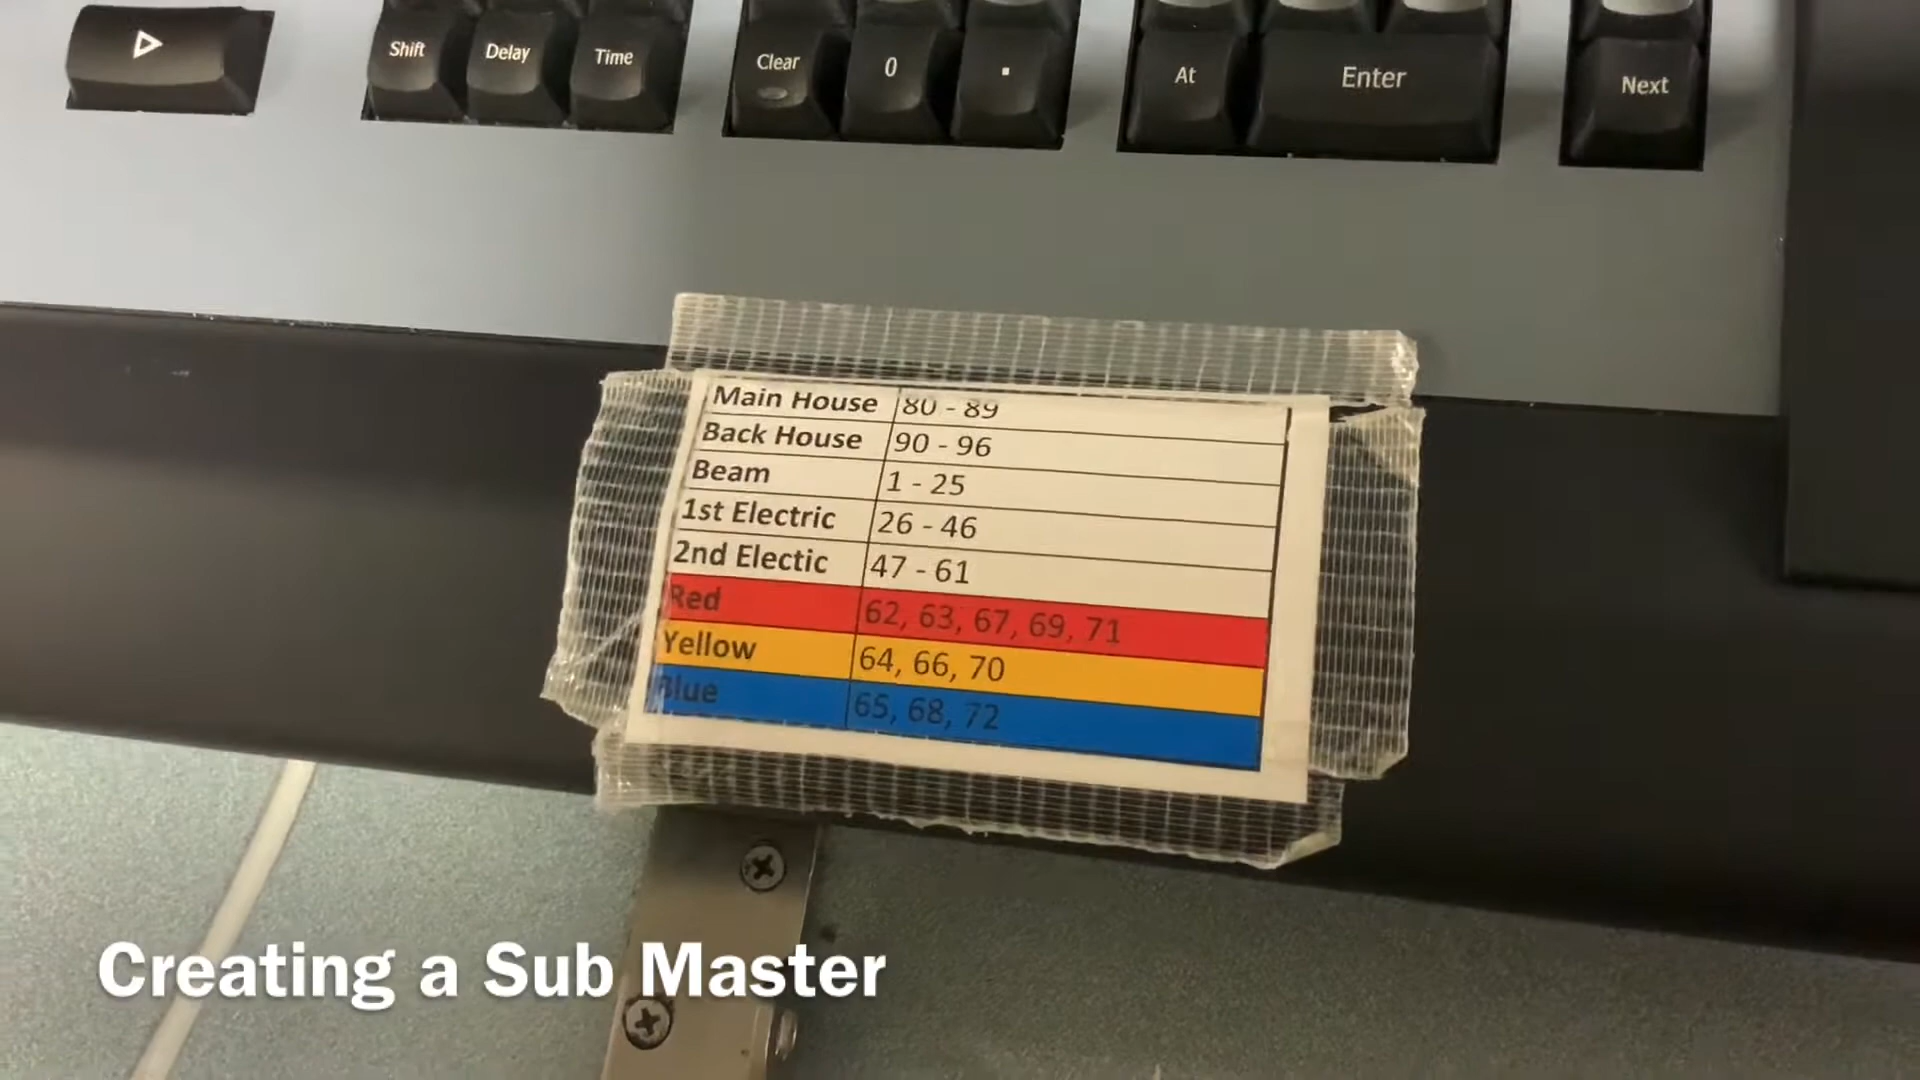 Shift Delay Time Clear 0 . At Enter Next
Main House 80 - 89
Back House 90 - 96
Beam 1 - 25
1st Electric 26 - 46
2nd Electic 47 - 61
Red 62, 63, 67, 69, 71
Yellow 64, 66, 70
Blue 65, 68, 72
Creating a Sub Master